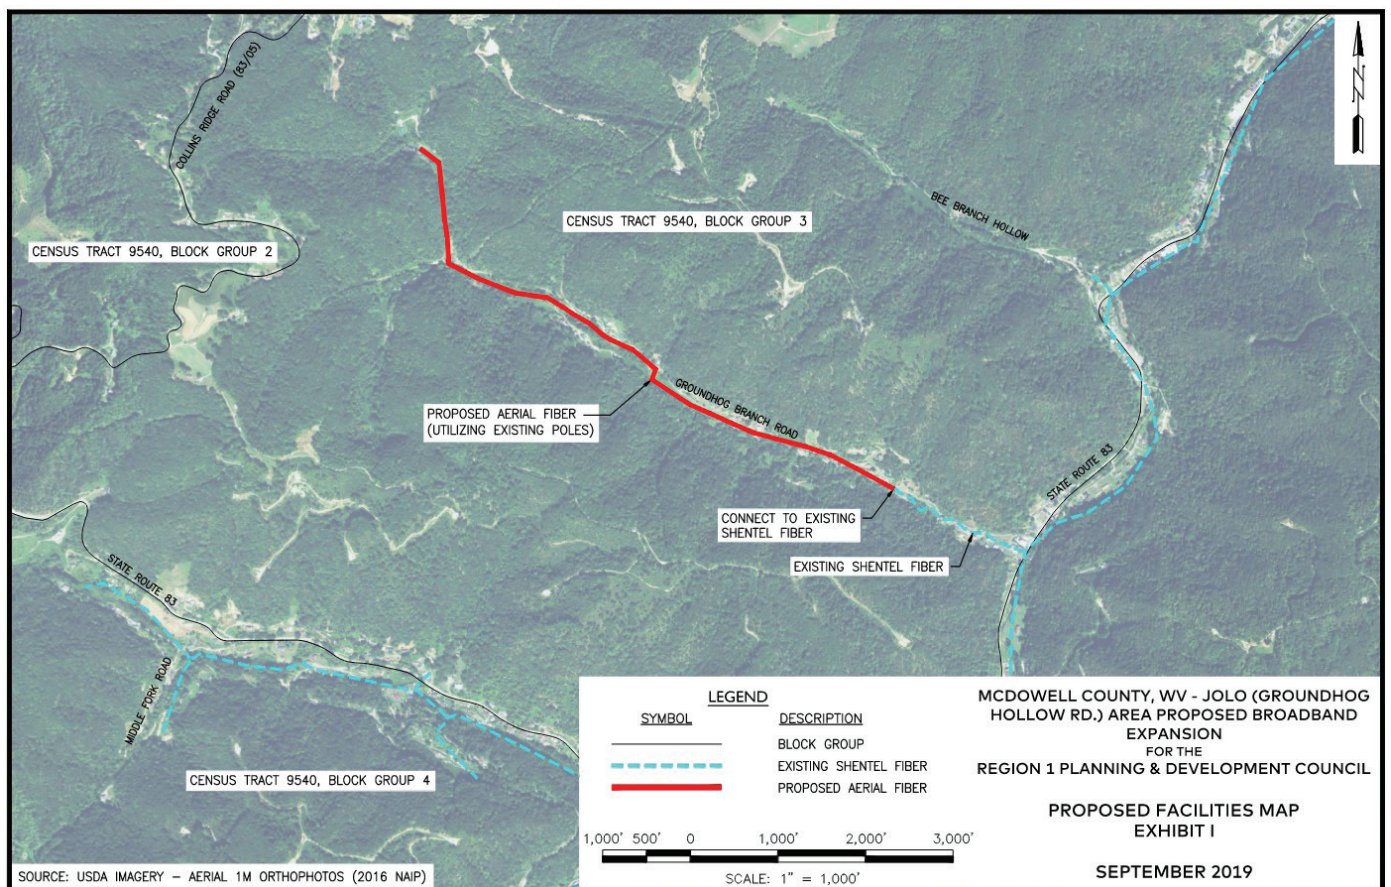 COLLINS RIDGE ROAD (83/05)
N
CENSUS TRACT 9540, BLOCK GROUP 3
BEE BRANCH HOLLOW
CENSUS TRACT 9540, BLOCK GROUP 2
PROPOSED AERIAL FIBER
(UTILIZING EXISTING POLES)
GROUNDHOG BRANCH ROAD
STATE ROUTE 83
CONNECT TO EXISTING
SHENTEL FIBER
EXISTING SHENTEL FIBER
STATE ROUTE 83
MIDDLE FORK ROAD
CENSUS TRACT 9540, BLOCK GROUP 4
SOURCE: USDA IMAGERY - AERIAL 1M ORTHOPHOTOS (2016 NAIP)
LEGEND
SYMBOL DESCRIPTION
BLOCK GROUP
EXISTING SHENTEL FIBER
PROPOSED AERIAL FIBER
1,000' 500' 0 1,000' 2,000' 3,000'
SCALE: 1" = 1,000'
MCDOWELL COUNTY, WV - JOLO (GROUNDHOG
HOLLOW RD.) AREA PROPOSED BROADBAND
EXPANSION
FOR THE
REGION 1 PLANNING & DEVELOPMENT COUNCIL
PROPOSED FACILITIES MAP
EXHIBIT I
SEPTEMBER 2019